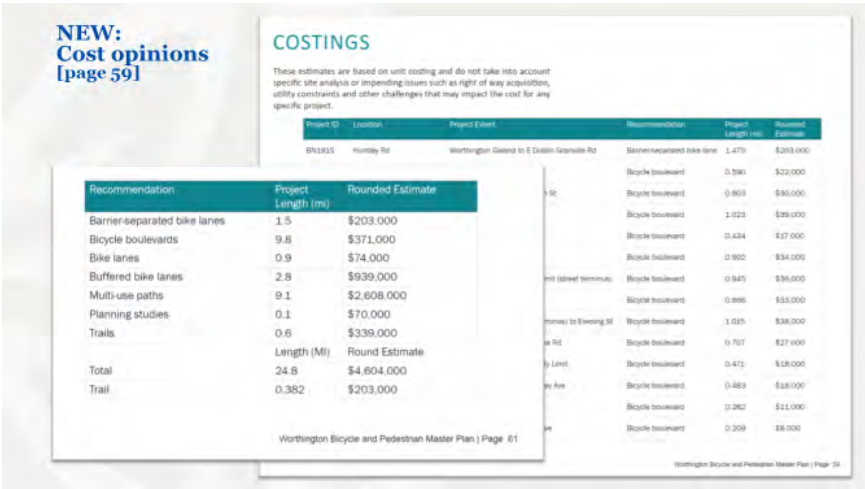 NEW:
Cost opinions
[page 59]
COSTINGS
These estimates are based on unit costing and do not take into account
specific site analysis or impending issues such as right of way acquisition,
utility constraints and other challenges that may impact the cost for any
specific project.
Project ID Location Project Extent Recommendation Project Length (mi) Rounded Estimate
BN1815 Huntley Rd Worthington Galena to E Dublin Granville Rd Barrier-separated bike lane 1.475 $203,000
Bicycle boulevard 0.590 $22,000
St Bicycle boulevard 0.803 $30,000
Bicycle boulevard 1.023 $39,000
Bicycle boulevard 0.434 $17,000
Bicycle boulevard 0.902 $34,000
(street terminus) Bicycle boulevard 0.945 $36,000
Bicycle boulevard $33,000
to Evening St Bicycle boulevard 1.015 $38,000
Rd Bicycle boulevard 0.707 $27,000
Limit Bicycle boulevard 0.471 $18,000
Ave Bicycle boulevard 0.483 $18,000
Bicycle boulevard 0.282 $11,000
Bicycle boulevard 0.209 $8,000
Worthington Bicycle and Pedestrian Master Plan | Page 59
Recommendation Project Length (mi) Rounded Estimate
Barrier-separated bike lanes 1.5 $203,000
Bicycle boulevards 9.8 $371,000
Bike lanes 0.9 $74,000
Buffered bike lanes 2.8 $939,000
Multi-use paths 9.1 $2,608,000
Planning studies 0.1 $70,000
Trails 0.6 $339,000
Length (MI) Round Estimate
Total 24.8 $4,604,000
Trail 0.382 $203,000
Worthington Bicycle and Pedestrian Master Plan | Page 61